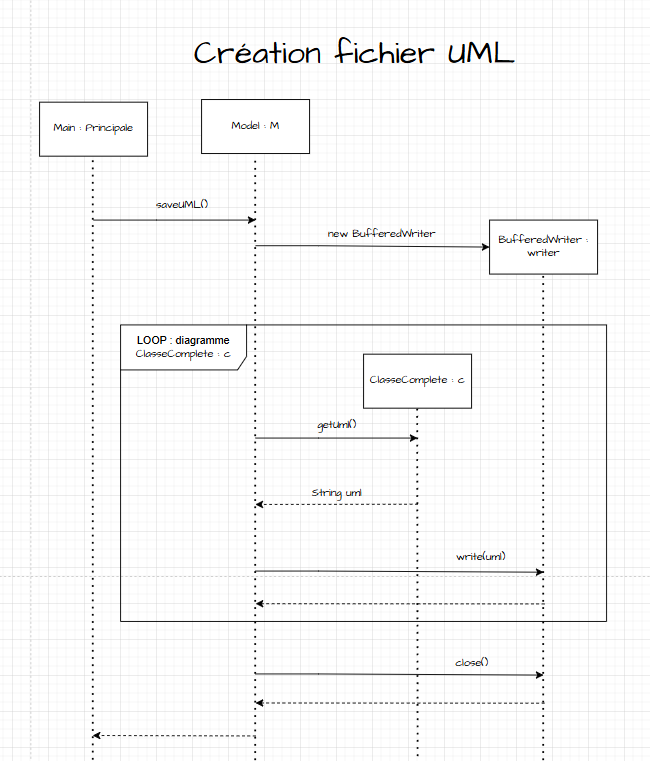 Création fichier UML
Main : Principale
Model : M
saveUML()
new BufferedWriter
BufferedWriter :
writer
LOOP : diagramme
ClasseComplete : c
ClasseComplete : c
getUml()
String uml
write(uml)
close()